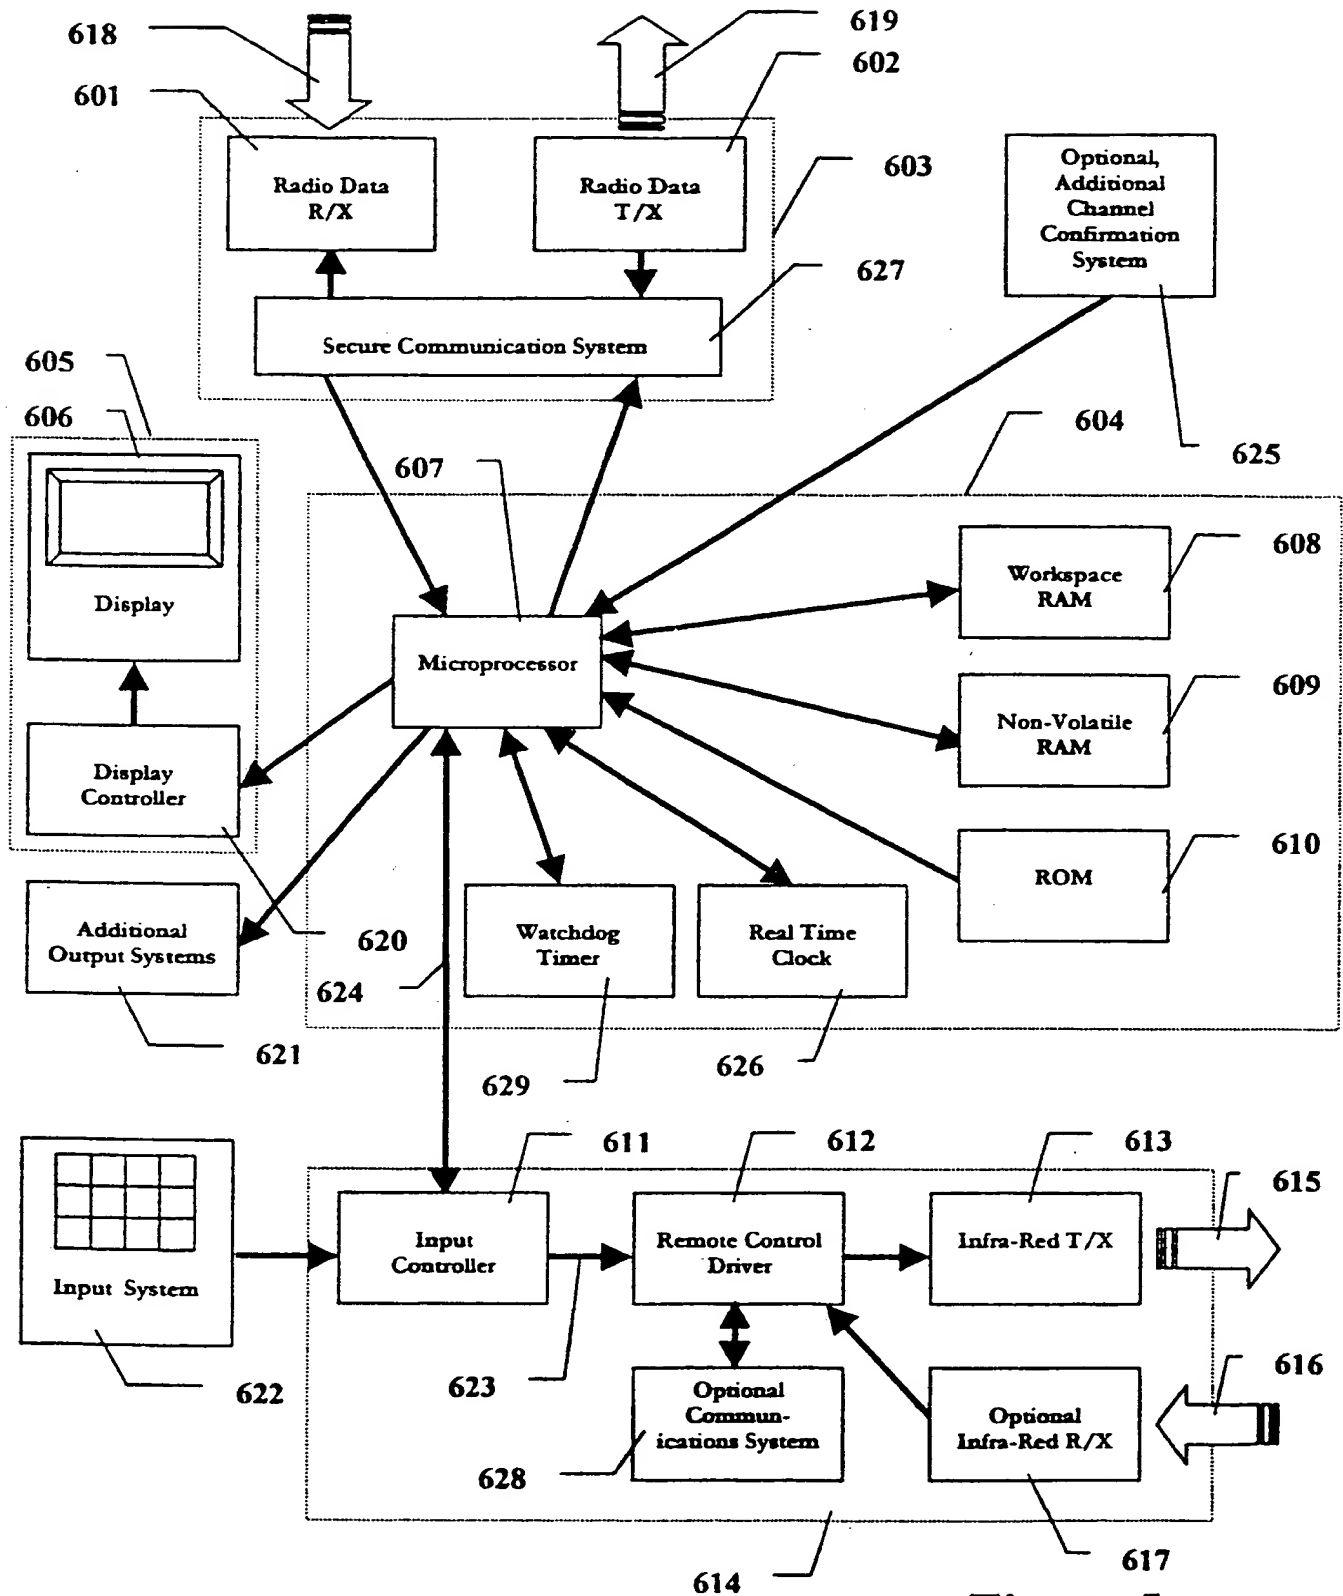 618
619
601
602
Radio Data
R/X
Radio Data
T/X
603
Optional,
Additional
Channel
Confirmation
System
627
Secure Communication System
605
606
604
607
625
Display
Workspace
RAM
608
Microprocessor
Non-Volatile
RAM
609
Display
Controller
ROM
610
Additional
Output Systems
620
624
Watchdog
Timer
Real Time
Clock
621
629
626
611
612
613
615
Input System
Input
Controller
Remote Control
Driver
Infra-Red T/X
622
623
616
Optional
Commun-
ications System
Optional
Infra-Red R/X
628
617
614